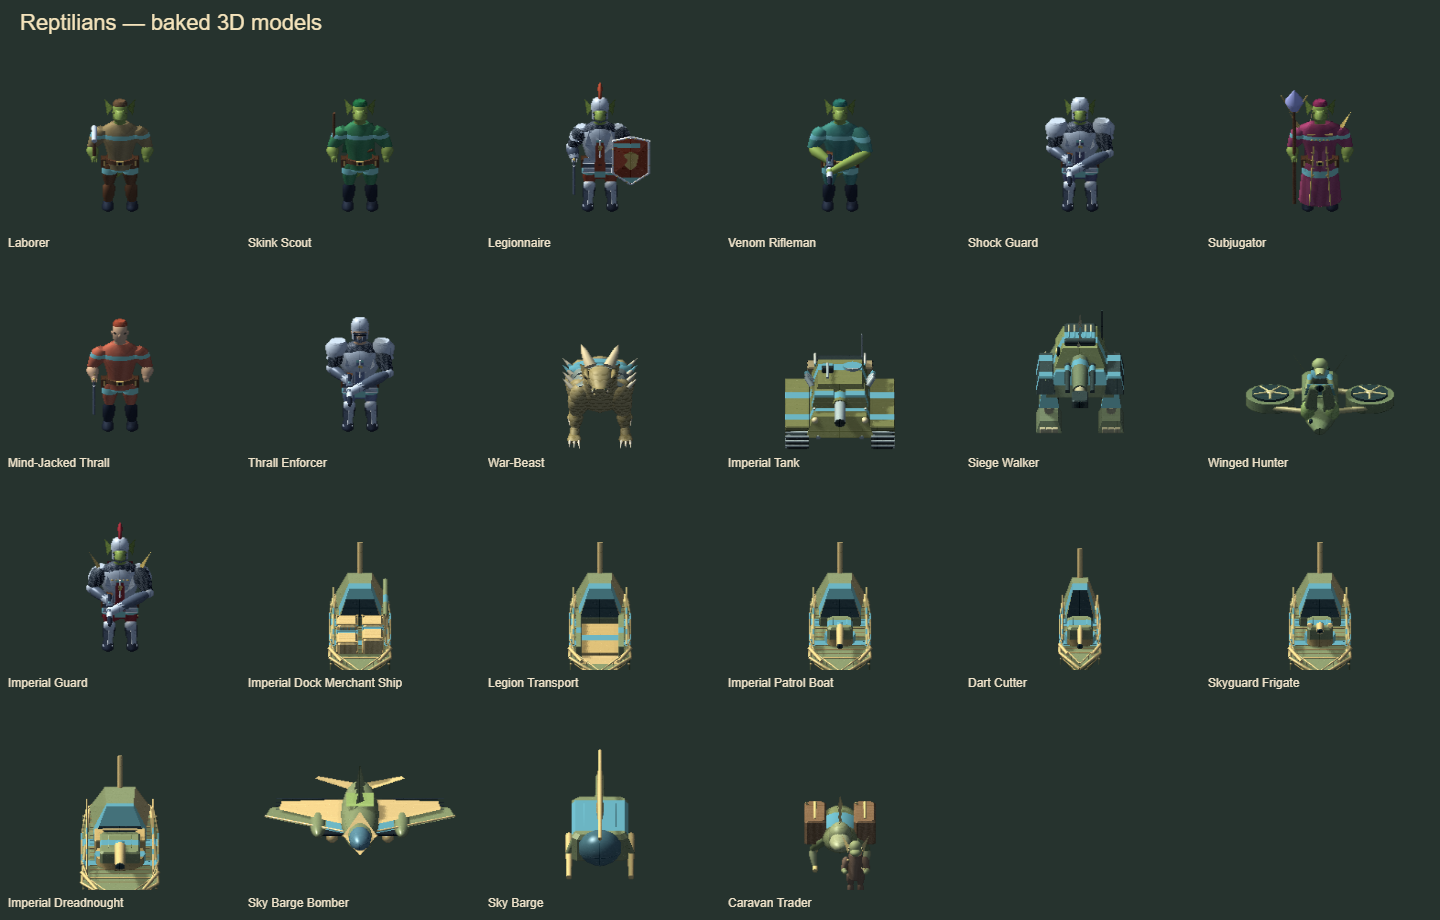 Reptilians — baked 3D models
Laborer
Skink Scout
Legionnaire
Venom Rifleman
Shock Guard
Subjugator
Mind-Jacked Thrall
Thrall Enforcer
War-Beast
Imperial Tank
Siege Walker
Winged Hunter
Imperial Guard
Imperial Dock Merchant Ship
Legion Transport
Imperial Patrol Boat
Dart Cutter
Skyguard Frigate
Imperial Dreadnought
Sky Barge Bomber
Sky Barge
Caravan Trader